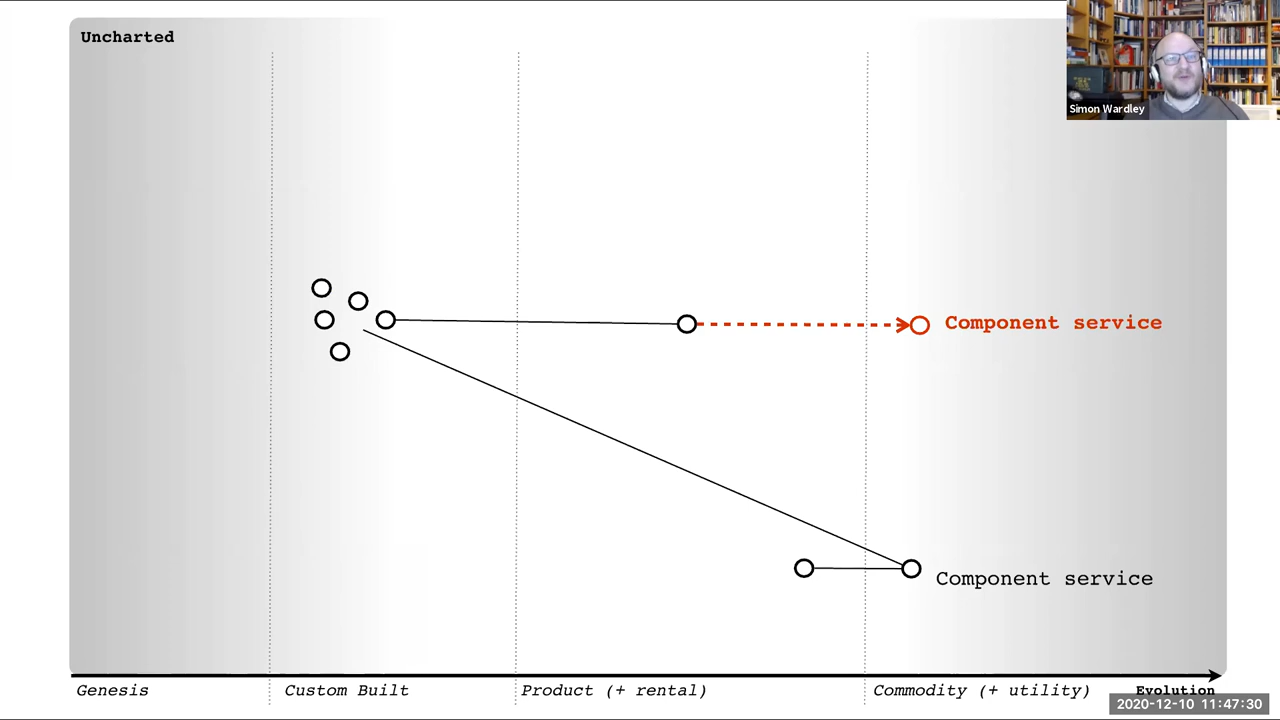 Uncharted
Simon Wardley
Component service
Component service
Genesis
Custom Built
Product (+ rental)
Commodity (+ utility)
Evolution
2020-12-10 11:47:30